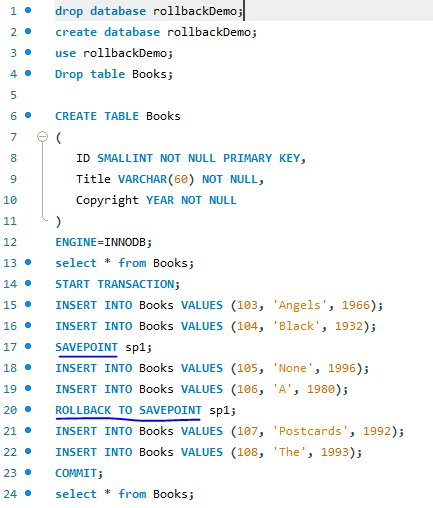 1 drop database rollbackDemo;
2 create database rollbackDemo;
3 use rollbackDemo;
4 Drop table Books;
5
6 CREATE TABLE Books
7 (
8 ID SMALLINT NOT NULL PRIMARY KEY,
9 Title VARCHAR(60) NOT NULL,
10 Copyright YEAR NOT NULL
11 )
12 ENGINE=INNODB;
13 select * from Books;
14 START TRANSACTION;
15 INSERT INTO Books VALUES (103, 'Angels', 1966);
16 INSERT INTO Books VALUES (104, 'Black', 1932);
17 SAVEPOINT sp1;
18 INSERT INTO Books VALUES (105, 'None', 1996);
19 INSERT INTO Books VALUES (106, 'A', 1980);
20 ROLLBACK TO SAVEPOINT sp1;
21 INSERT INTO Books VALUES (107, 'Postcards', 1992);
22 INSERT INTO Books VALUES (108, 'The', 1993);
23 COMMIT;
24 select * from Books;